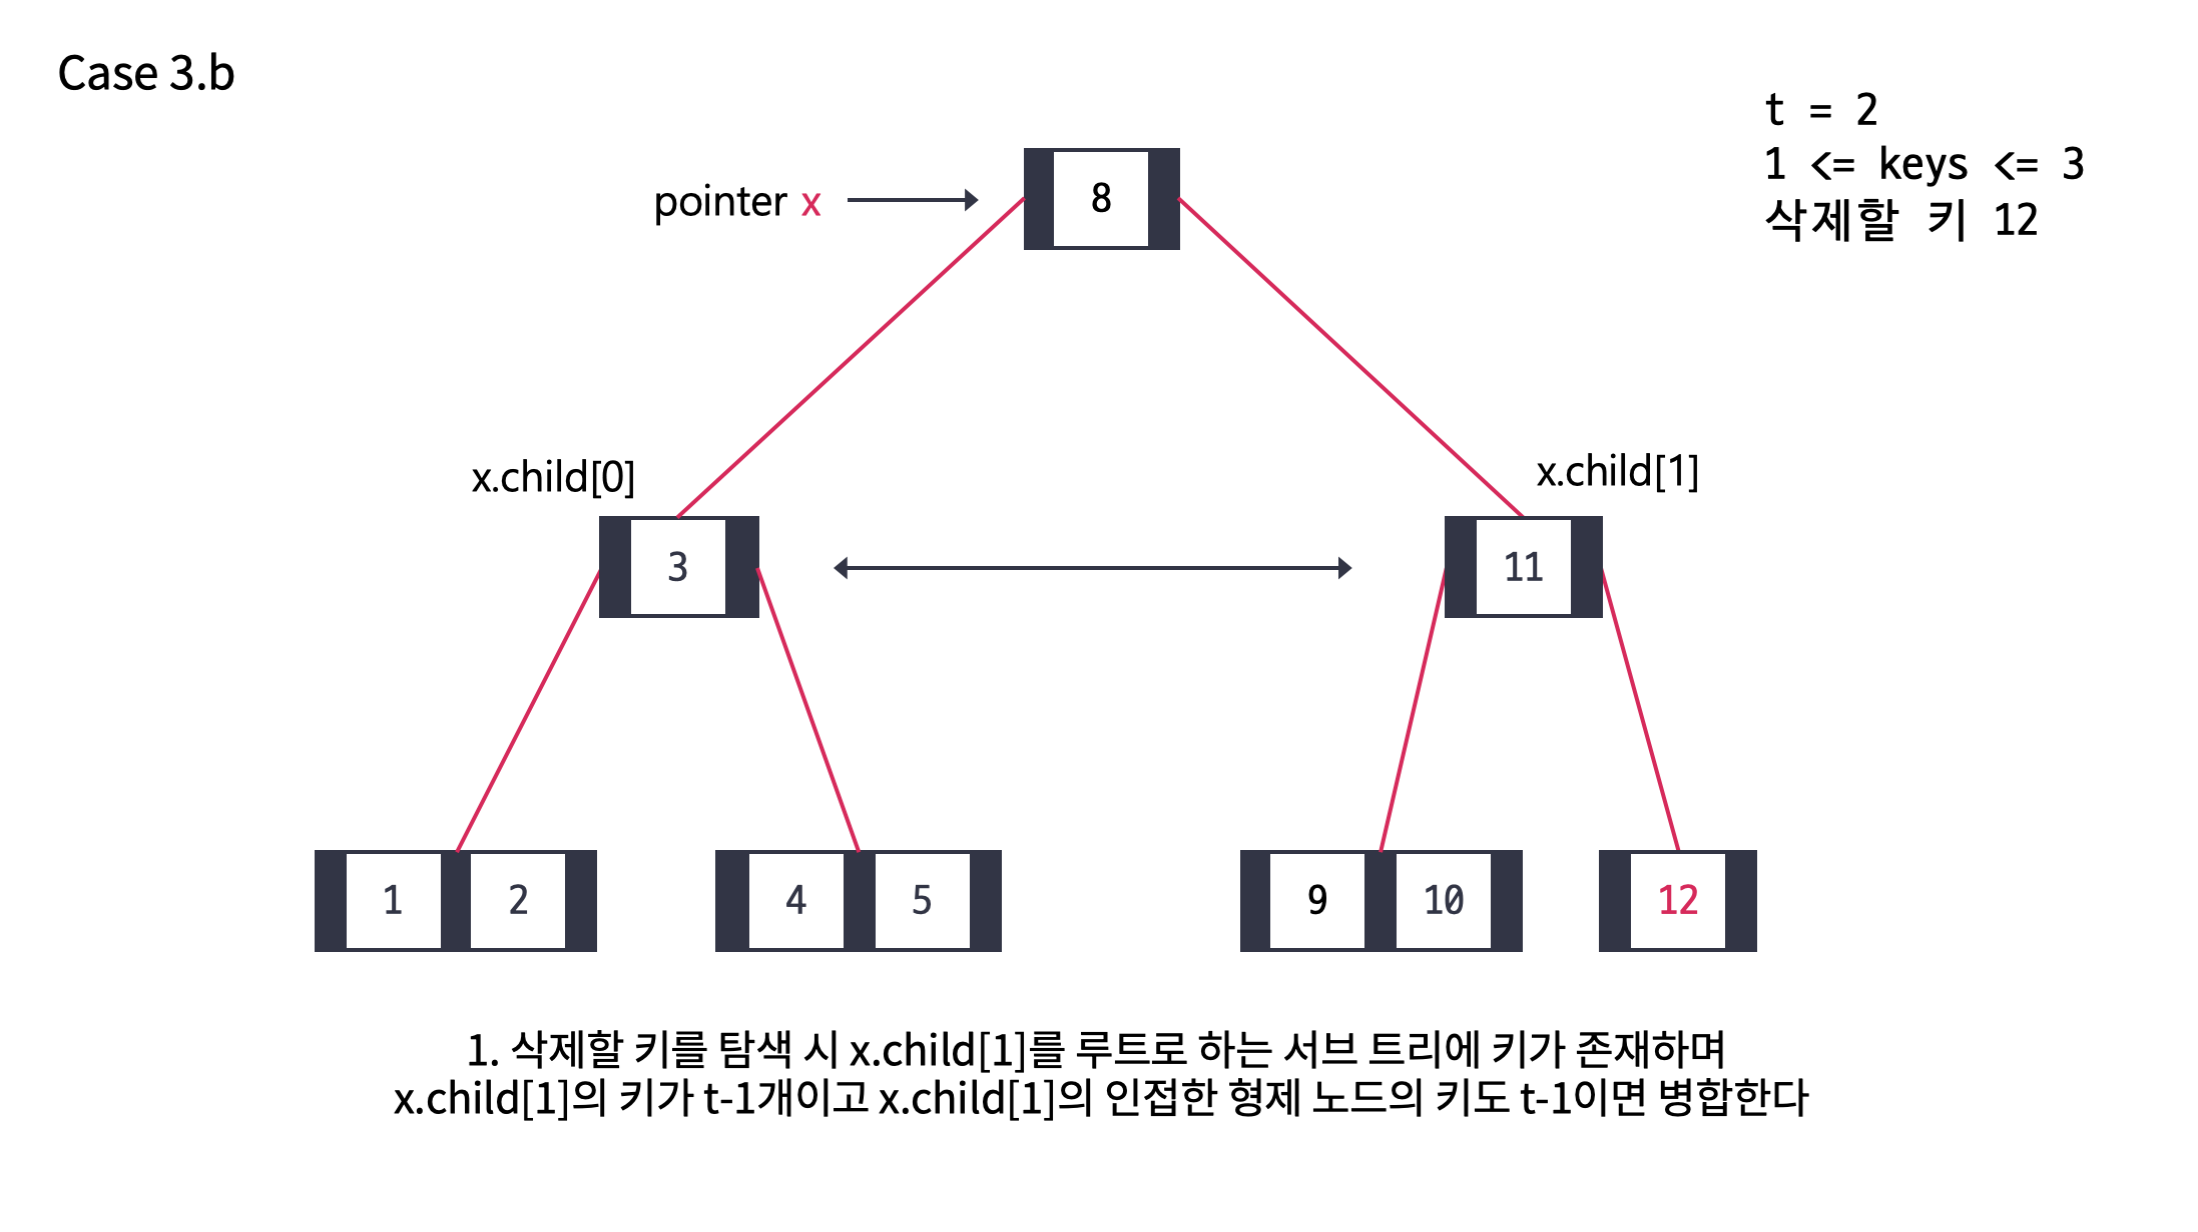 Case 3.b
t = 2
1 <= keys <= 3
삭제할 키 12
pointer x
8
x.child[0]
x.child[1]
3
11
1 2
4 5
9 10
12
1. 삭제할 키를 탐색 시 x.child[1]를 루트로 하는 서브 트리에 키가 존재하며
x.child[1]의 키가 t-1개이고 x.child[1]의 인접한 형제 노드의 키도 t-1이면 병합한다